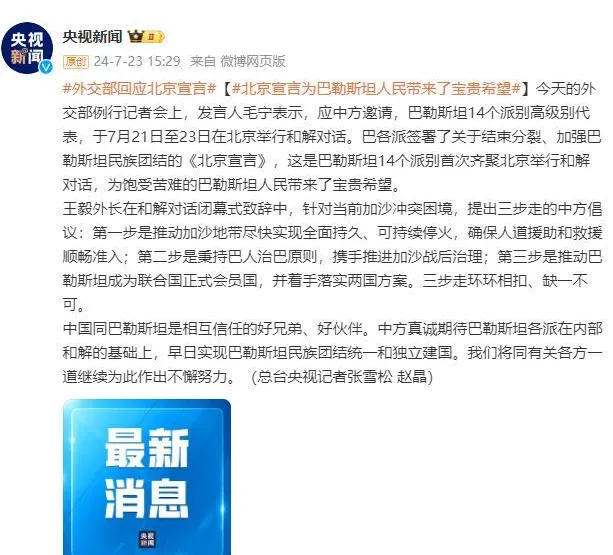 央视新闻
央视
新闻
原创 24-7-23 15:29 来自 微博网页版
#外交部回应北京宣言#【#北京宣言为巴勒斯坦人民带来了宝贵希望#】今天的外
交部例行记者会上，发言人毛宁表示，应中方邀请，巴勒斯坦14个派别高级别代
表，于7月21日至23日在北京举行和解对话。巴各派签署了关于结束分裂、加强巴
勒斯坦民族团结的《北京宣言》，这是巴勒斯坦14个派别首次齐聚北京举行和解
对话，为饱受苦难的巴勒斯坦人民带来了宝贵希望。
王毅外长在和解对话闭幕式致辞中，针对当前加沙冲突困境，提出三步走的中方倡
议：第一步是推动加沙地带尽快实现全面持久、可持续停火，确保人道援助和救援
顺畅准入；第二步是秉持巴人治巴原则，携手推进加沙战后治理；第三步是推动巴
勒斯坦成为联合国正式会员国，并着手落实两国方案。三步走环环相扣、缺一不
可。
中国同巴勒斯坦是相互信任的好兄弟、好伙伴。中方真诚期待巴勒斯坦各派在内部
和解的基础上，早日实现巴勒斯坦民族团结统一和独立建国。我们将同有关各方一
道继续为此作出不懈努力。（总台央视记者张雪松 赵晶）
最新
消息
央视
新闻